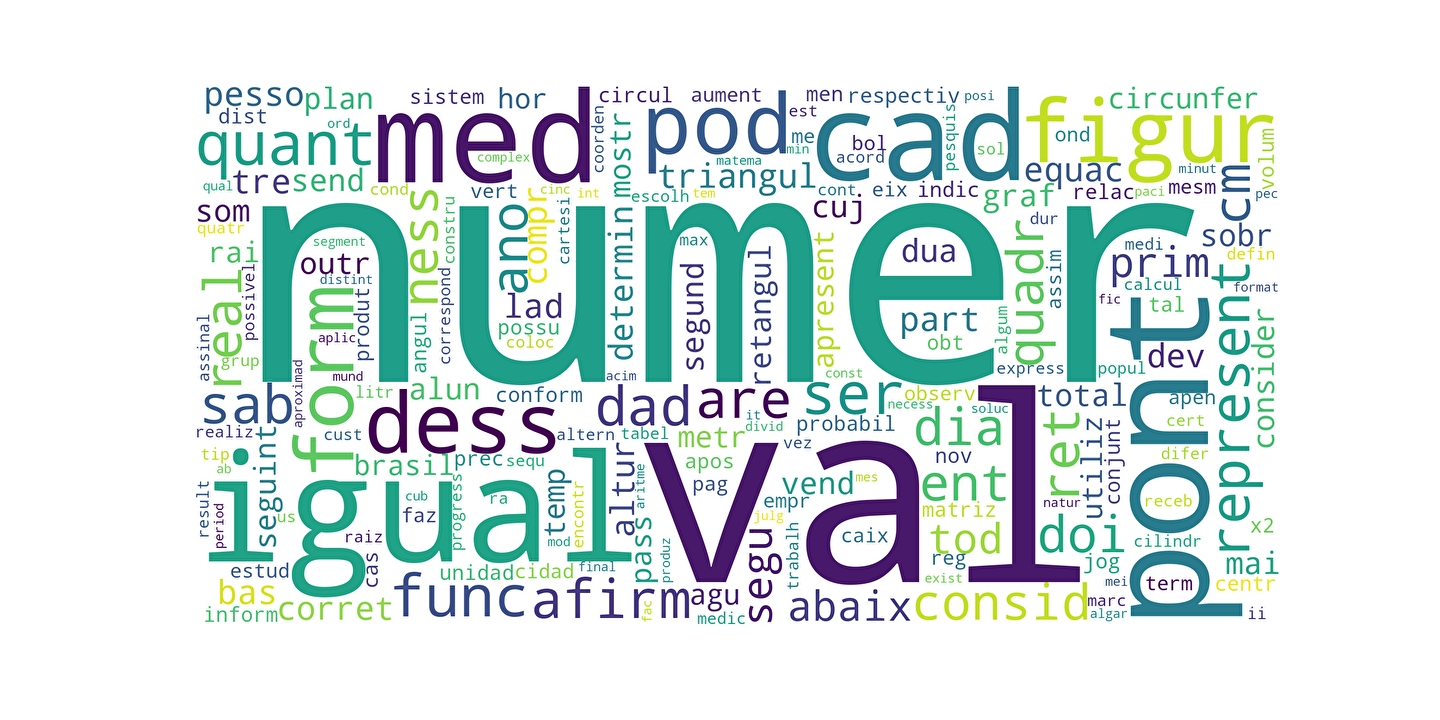 pesso plan sistem hor circul aument men respectiv posi circunfer
dist ord med pod est cad figur
quant complex coorden mostr me bol pesquis sol ond volum
matema min acord equac minut
qual tre send cond vert cinc int escolh tem triangul cont eix indic relac mesm paci pec
som ness ano compr cartesi constru cuj graf dur cm
quatr numer sobr
rai segment determin max dua medi defin
outr distint lad segund retangul apresent quadr assim prim calcul format
real possivel form produt correspond possu part algum fic tal
assinal aplic angul coloc obt pont represent consider
grup mund acim const express popul dev
aproximad litr alun conform dad are ser observ total apen
sab dess necess soluc
realiz cust altern tabel it divid probabil dia ret cert
tip seguint brasil prec sequ metr vez nov utiliz conjunt difer
ab apos
igual cub ra temp altur pag val vend mes ent natur receb
result period us faz progress encontr aritme empr matriz x2
julg
raiz mod caix tod doi cilindr
estud cas unidad cidad final pass produz segu trabalh reg jog mai
exist mei term centr
bas func afirm agu abaix consid marc
inform corret fac medic algar ii